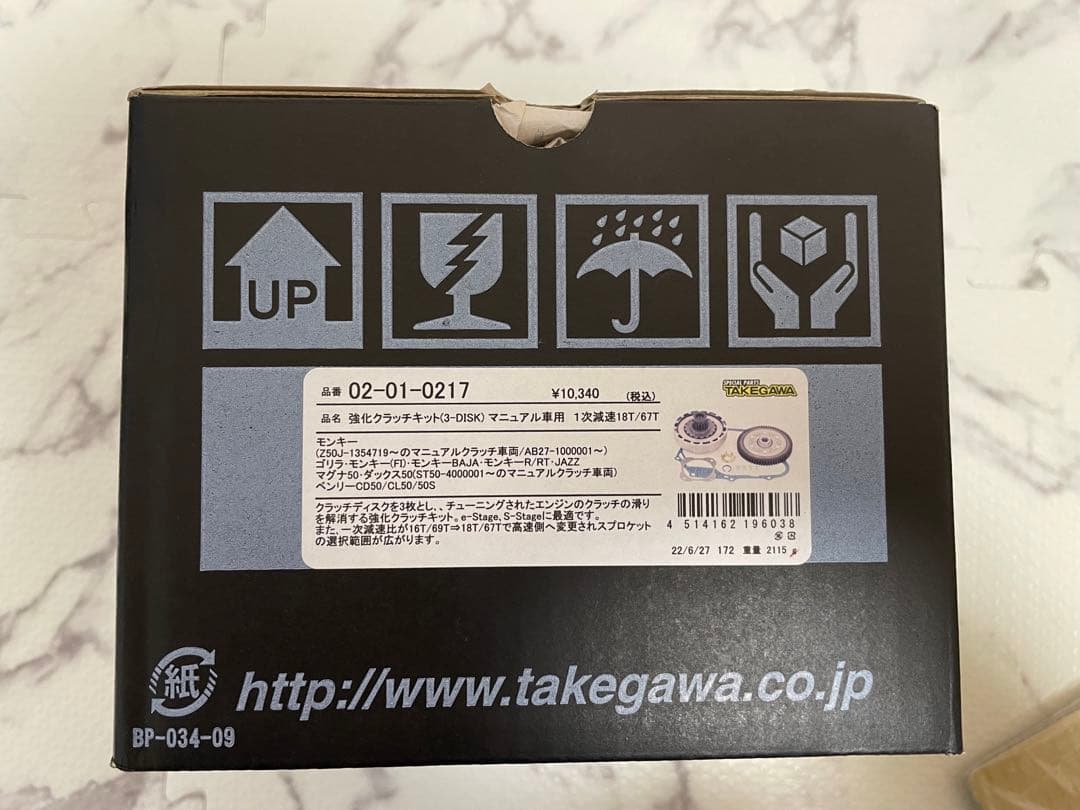 UP
品番 02-01-0217 ¥10,340 (税込)
SPECIAL PARTS
TAKEGAWA
品名 強化クラッチキット(3-DISK) マニュアル車用 1次減速18T/67T
モンキー
(Z50J-1354719～のマニュアルクラッチ車両/AB27-1000001～)
ゴリラ・モンキー(FI)・モンキーBAJA・モンキーR/RT・JAZZ
マグナ50・ダックス50(ST50-4000001～のマニュアルクラッチ車両)
ベンリーCD50/CL50/50S
クラッチディスクを3枚とし、、チューニングされたエンジンのクラッチの滑り
を解消する強化クラッチキット。e-Stage、S-Stageに最適です。
また、一次減速比が16T/69T⇒18T/67Tで高速側へ変更されスプロケット
の選択範囲が広がります。
4 514162 196038
22/6/27 172 重量 2115 g
紙
http://www.takegawa.co.jp
BP-034-09